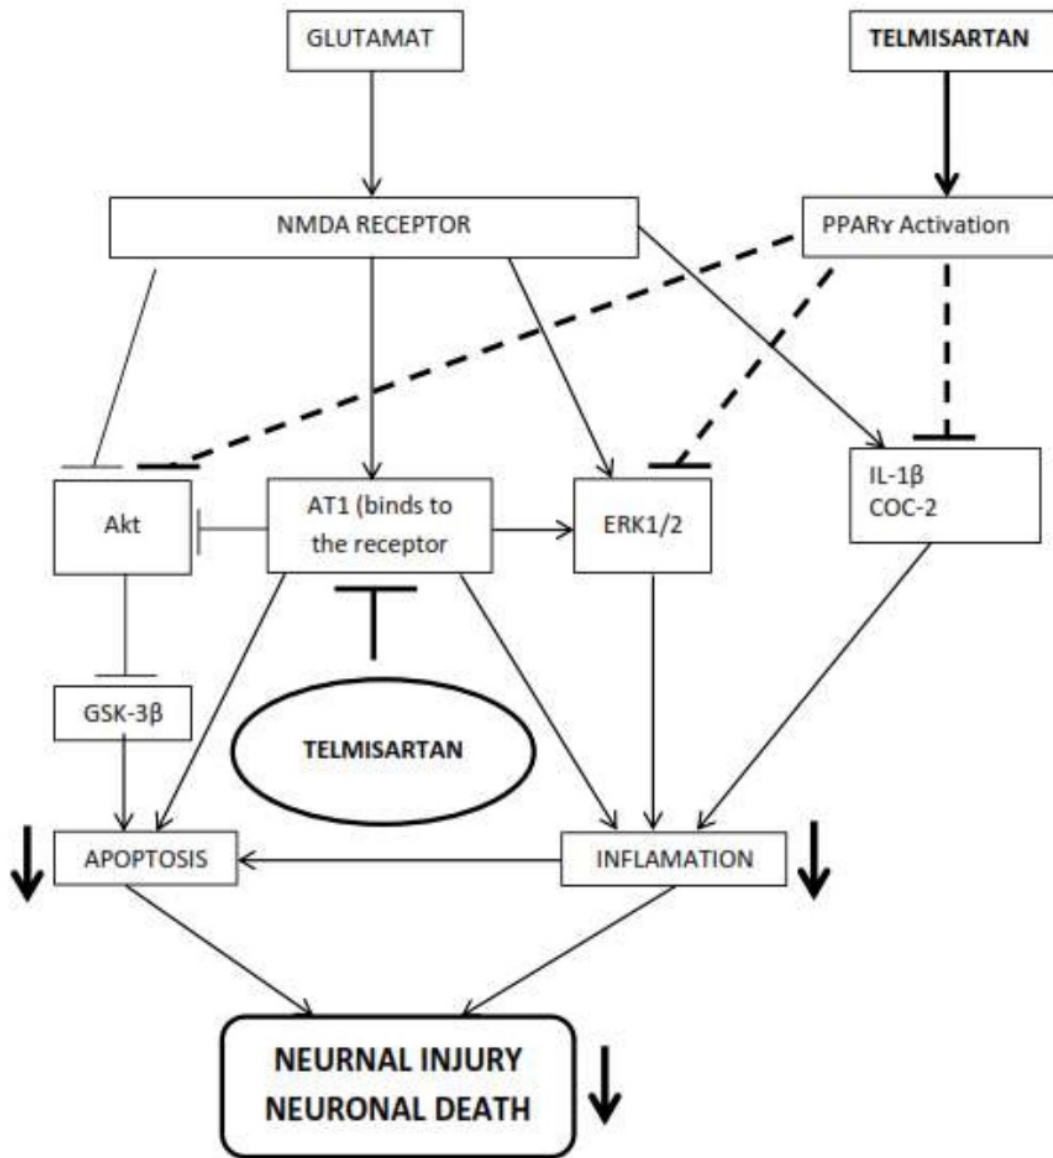 GLUTAMAT
TELMISARTAN
NMDA RECEPTOR
PPARɤ Activation
Akt
AT1 (binds to
the receptor
ERK1/2
IL-1β
COC-2
GSK-3β
TELMISARTAN
APOPTOSIS
INFLAMATION
NEURNAL INJURY
NEURONAL DEATH